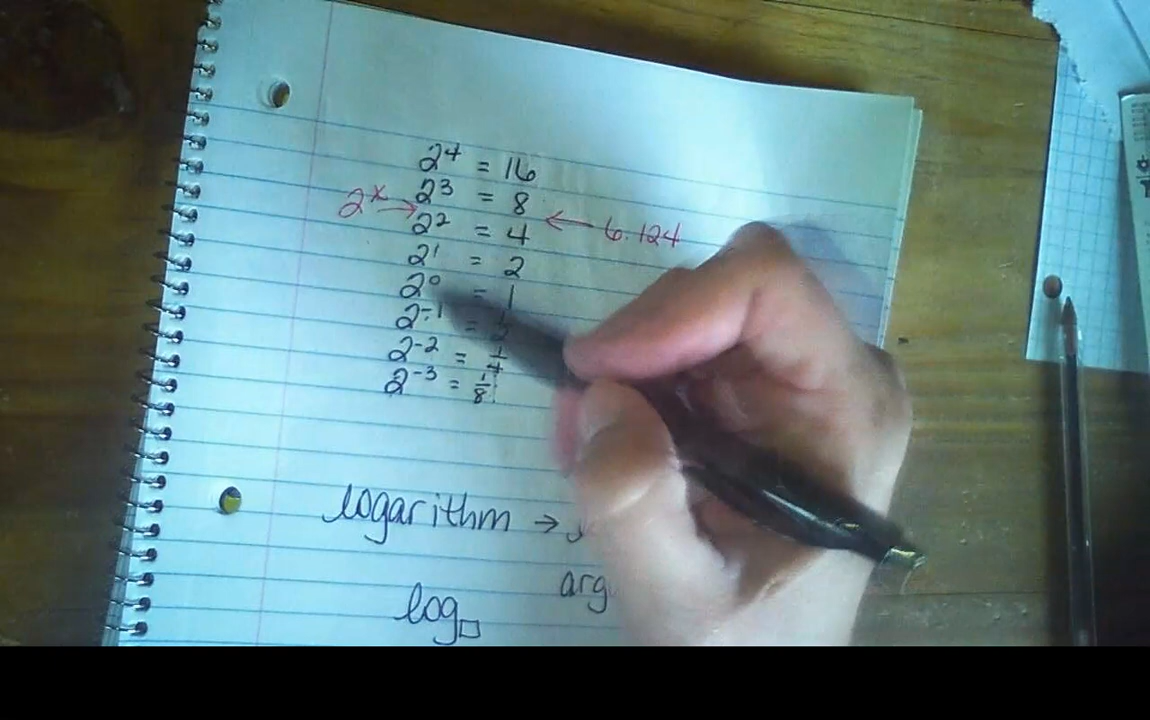 2⁴ = 16
2³ = 8
2ˣ → ← 6.124
2² = 4
2¹ = 2
2⁰ = 1
2⁻¹ = 1/2
2⁻² = 1/4
2⁻³ = 1/8
logarithm →
log□